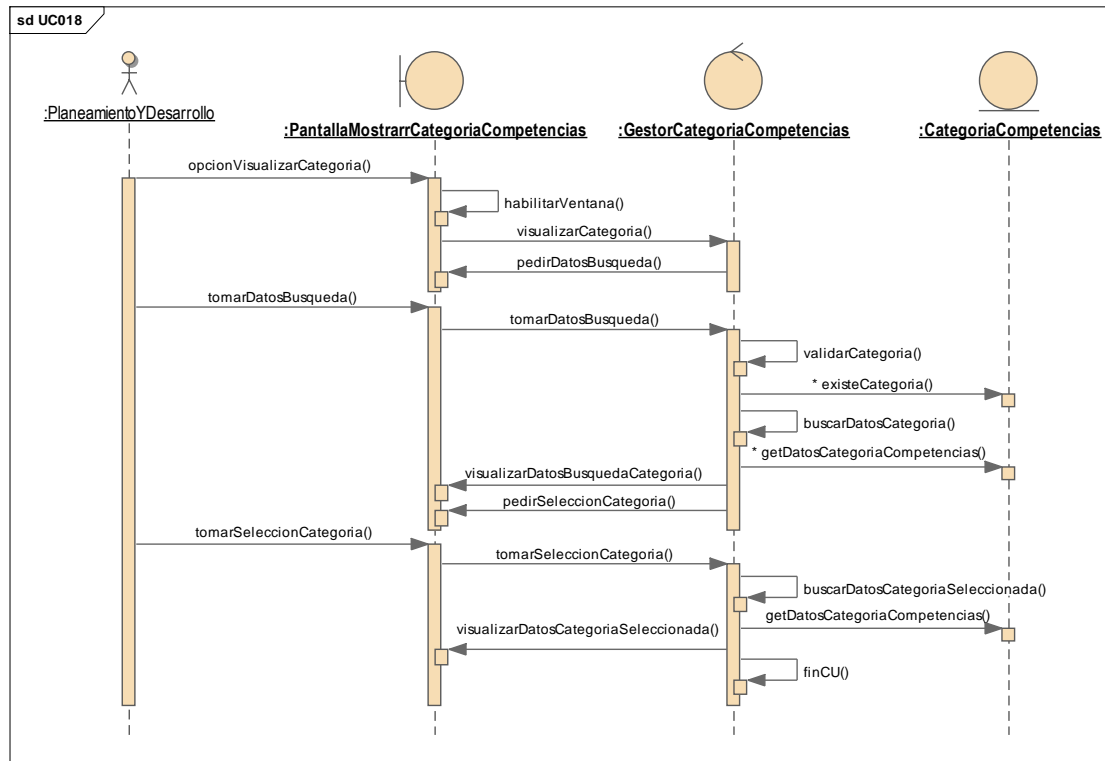 sd UC018
:PlaneamientoYDesarrollo
:PantallaMostrarrCategoriaCompetencias
:GestorCategoriaCompetencias
:CategoriaCompetencias
opcionVisualizarCategoria()
habilitarVentana()
visualizarCategoria()
pedirDatosBusqueda()
tomarDatosBusqueda()
tomarDatosBusqueda()
validarCategoria()
* existeCategoria()
buscarDatosCategoria()
* getDatosCategoriaCompetencias()
visualizarDatosBusquedaCategoria()
pedirSeleccionCategoria()
tomarSeleccionCategoria()
tomarSeleccionCategoria()
buscarDatosCategoriaSeleccionada()
getDatosCategoriaCompetencias()
visualizarDatosCategoriaSeleccionada()
finCU()